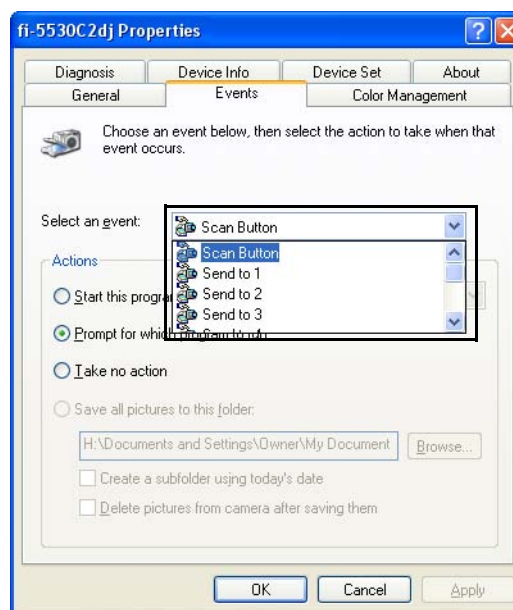 fi-5530C2dj Properties
Diagnosis Device Info Device Set About
General Events Color Management
Choose an event below, then select the action to take when that
event occurs.
Select an event: Scan Button
Scan Button
Send to 1
Send to 2
Send to 3
Actions
Start this progra
Prompt for which program to run
Take no action
Save all pictures to this folder:
H:\Documents and Settings\Owner\My Document Browse...
Create a subfolder using today's date
Delete pictures from camera after saving them
OK Cancel Apply